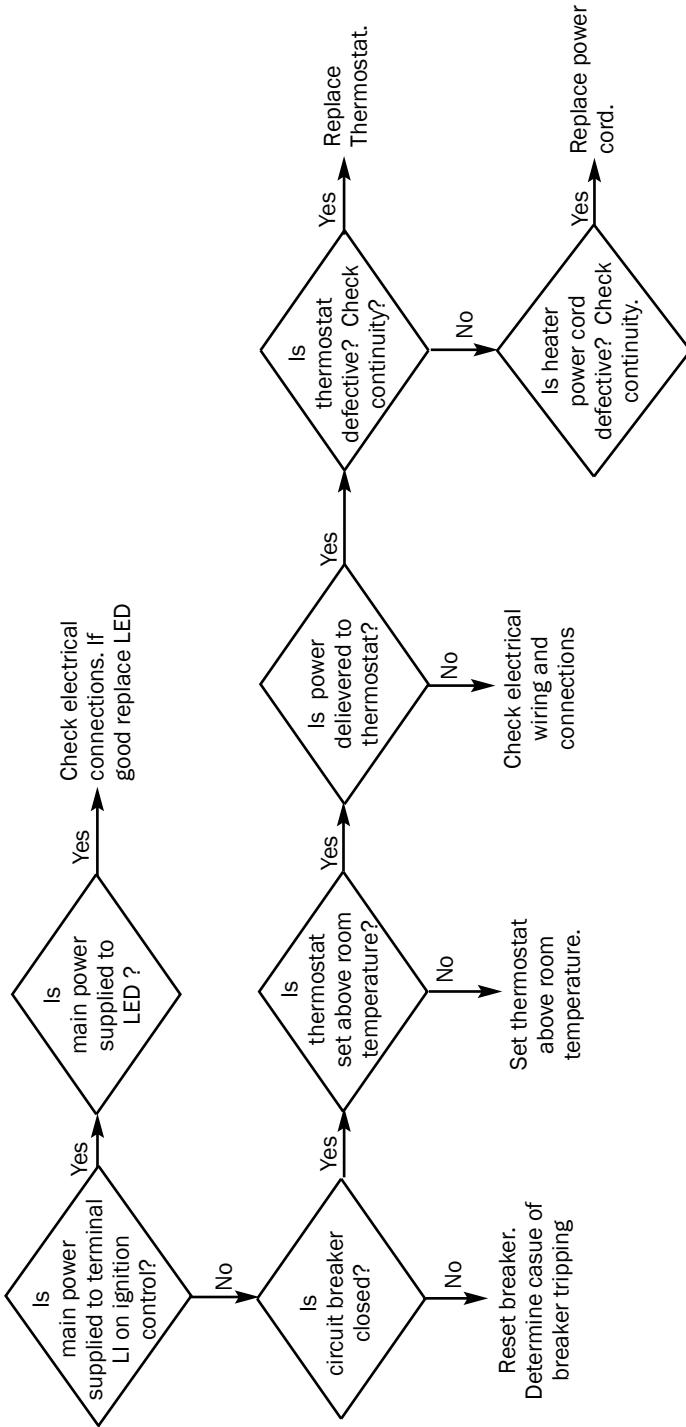 Is
main power
supplied to terminal
LI on ignition
control?
Yes
Is
main power
supplied to
LED ?
Yes
Check electrical
connections. If
good replace LED
No
Is
circuit breaker
closed?
Yes
Is
thermostat
set above room
temperature?
Yes
Is  power
delievered to
thermostat?
Yes
Is
thermostat
defective?  Check
continuity?
Yes
Replace
Thermostat.
No
Reset breaker.
Determine casue of
breaker tripping
No
Set thermostat
above room
temperature.
No
Check electrical
wiring and
connections
No
Is heater
power cord
defective?  Check
continuity.
Yes
Replace power
cord.